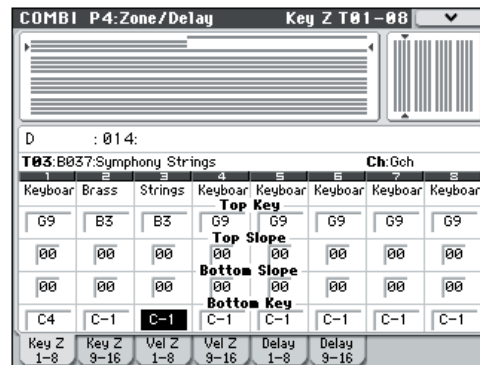 COMBI P4:Zone/Delay Key Z T01-08
D :014:
T03:B037:Symphony Strings Ch:Gch
1 2 3 4 5 6 7 8
Keyboar Brass Strings Keyboar Keyboar Keyboar Keyboar Keyboar
Top Key
G9 B3 B3 G9 G9 G9 G9 G9
Top Slope
00 00 00 00 00 00 00 00
Bottom Slope
00 00 00 00 00 00 00 00
Bottom Key
C4 C-1 C-1 C-1 C-1 C-1 C-1 C-1
Key Z 1-8 Key Z 9-16 Vel Z 1-8 Vel Z 9-16 Delay 1-8 Delay 9-16